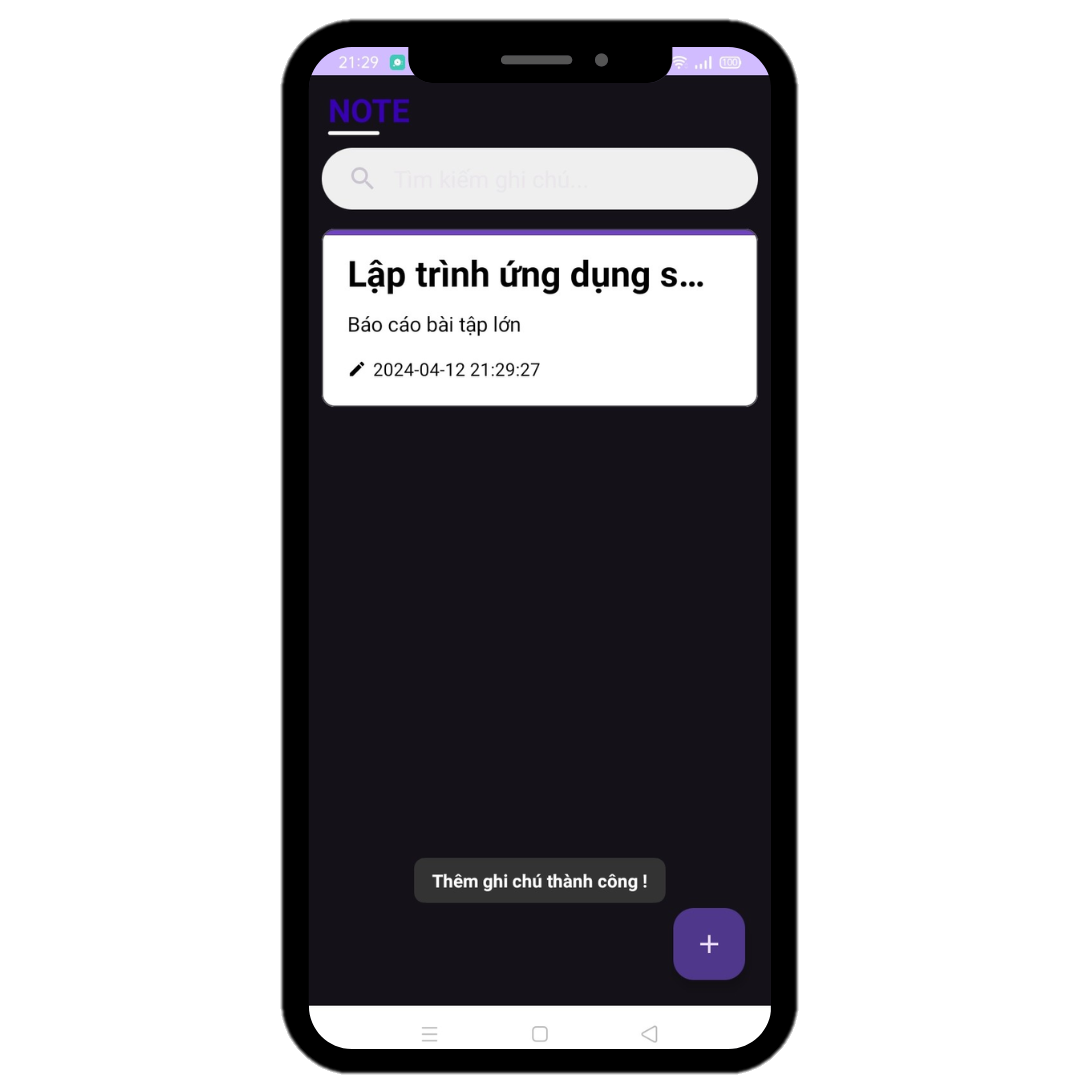 21:29
100
NOTE
Tìm kiếm ghi chú...
Lập trình ứng dụng s...
Báo cáo bài tập lớn
2024-04-12 21:29:27
Thêm ghi chú thành công !